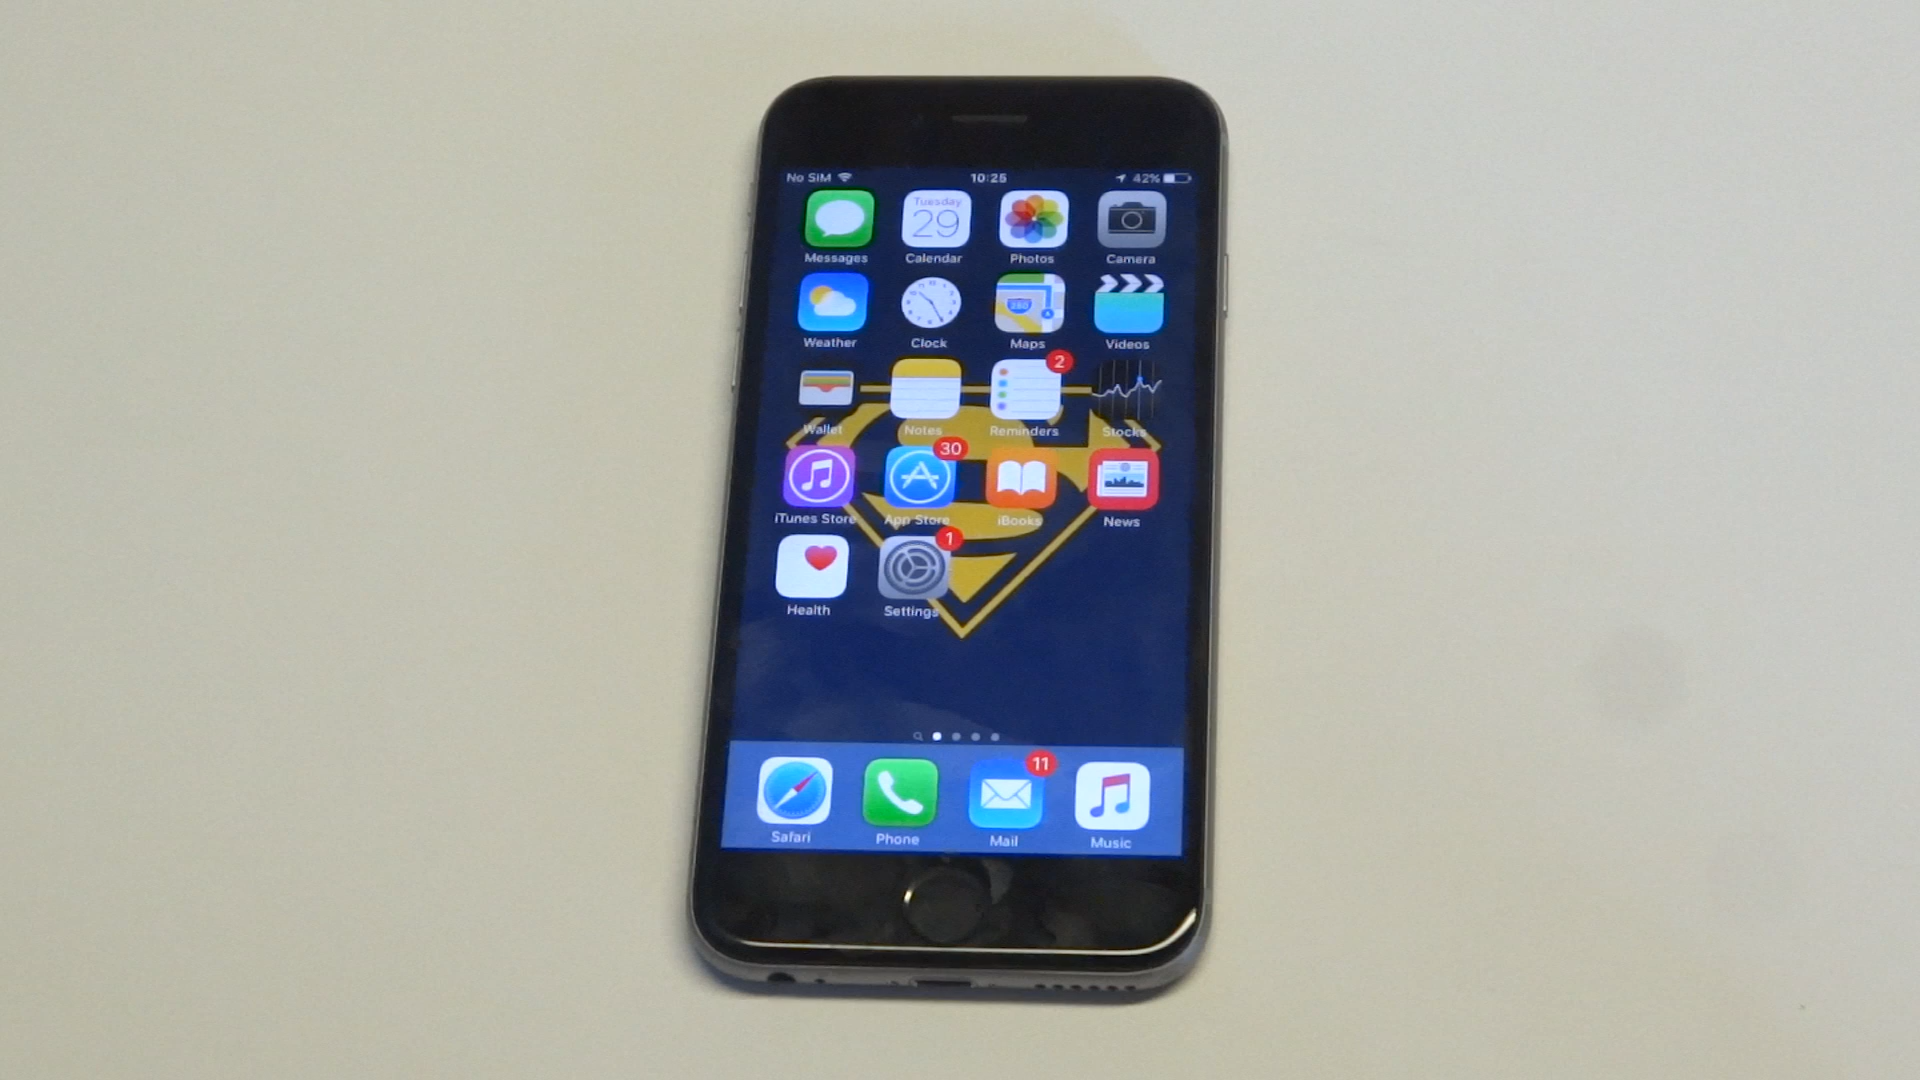 No SIM 10:25 42%
Tuesday
29
Messages Calendar Photos Camera
280
Weather Clock Maps Videos
2
Wallet Notes Reminders Stocks
30
iTunes Store App Store iBooks News
1
Health Settings
11
Safari Phone Mail Music